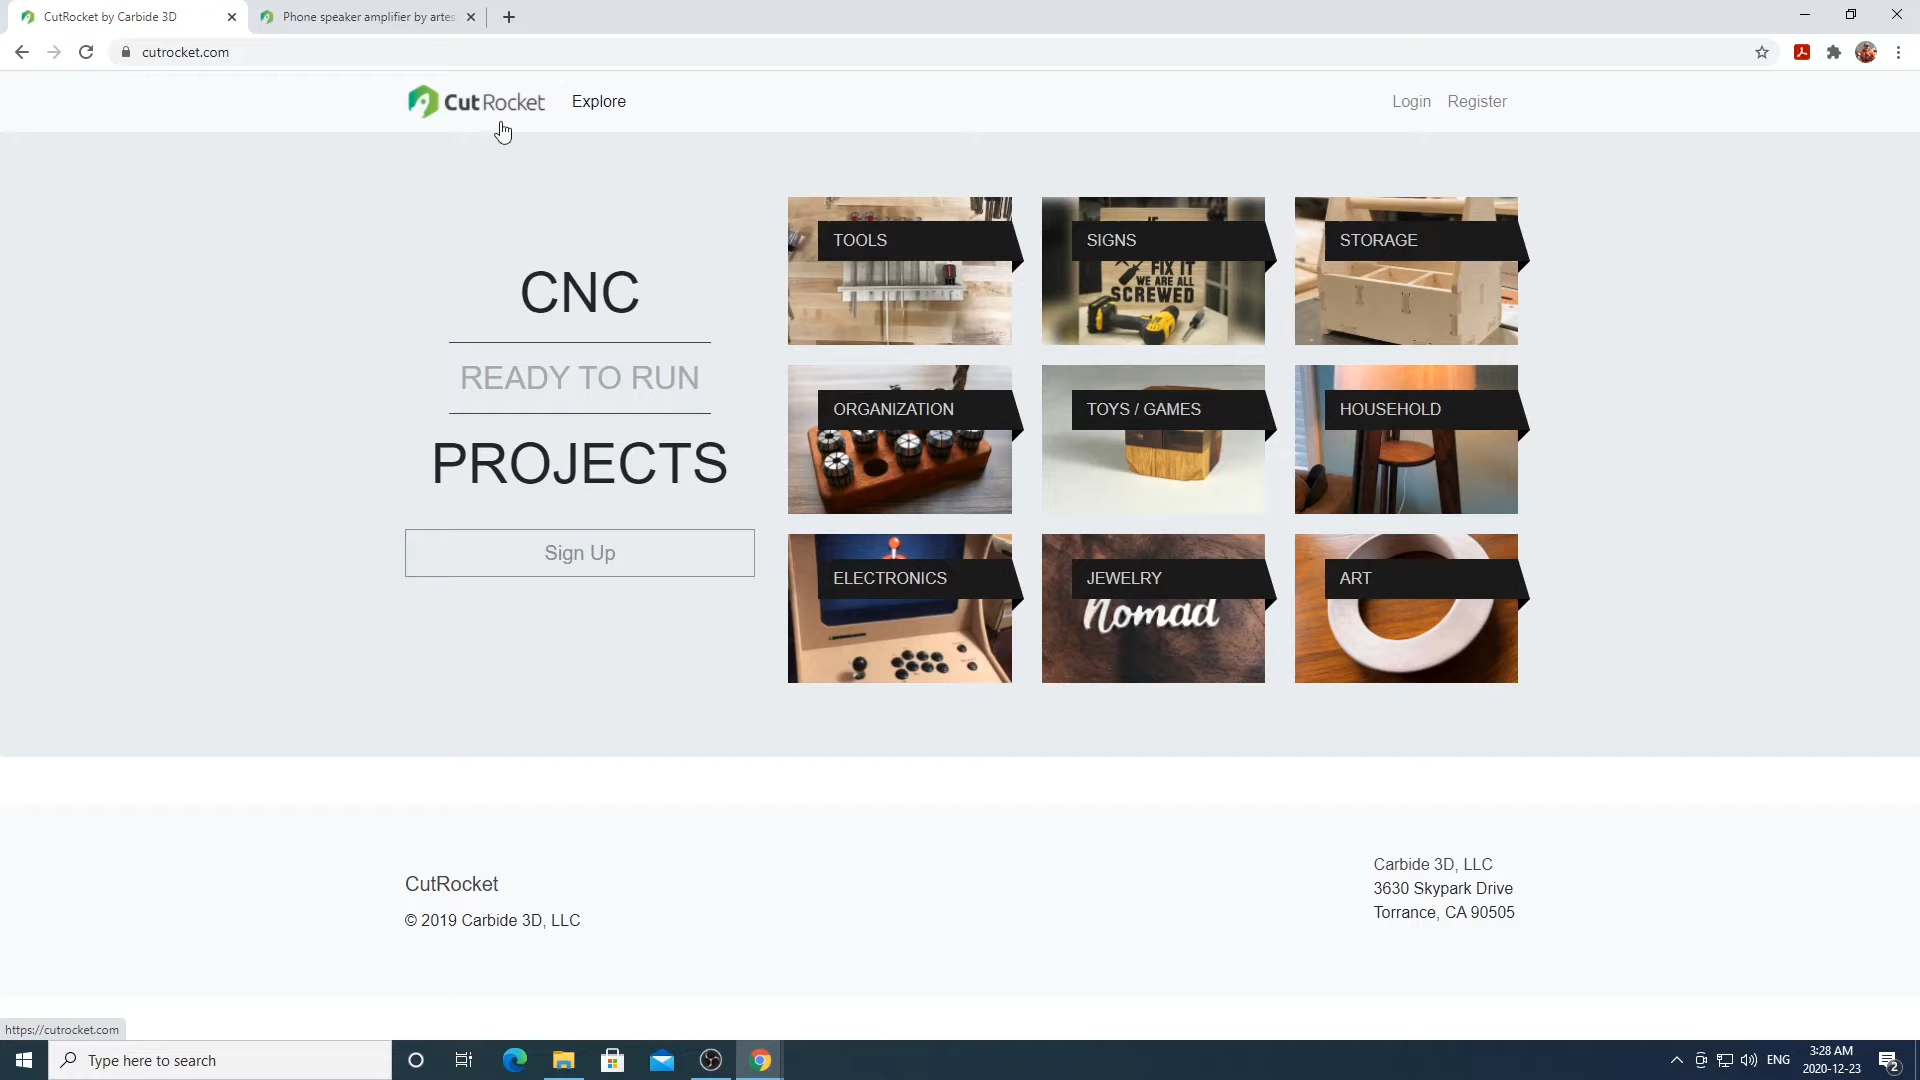 CutRocket by Carbide 3D
Phone speaker amplifier by artes
cutrocket.com
CutRocket
Explore
Login
Register
CNC
READY TO RUN
PROJECTS
Sign Up
TOOLS
SIGNS
FIX IT
WE ARE ALL
SCREWED
STORAGE
ORGANIZATION
TOYS / GAMES
HOUSEHOLD
ELECTRONICS
JEWELRY
Nomad
ART
CutRocket
© 2019 Carbide 3D, LLC
Carbide 3D, LLC
3630 Skypark Drive
Torrance, CA 90505
https://cutrocket.com
Type here to search
ENG
3:28 AM
2020-12-23
2